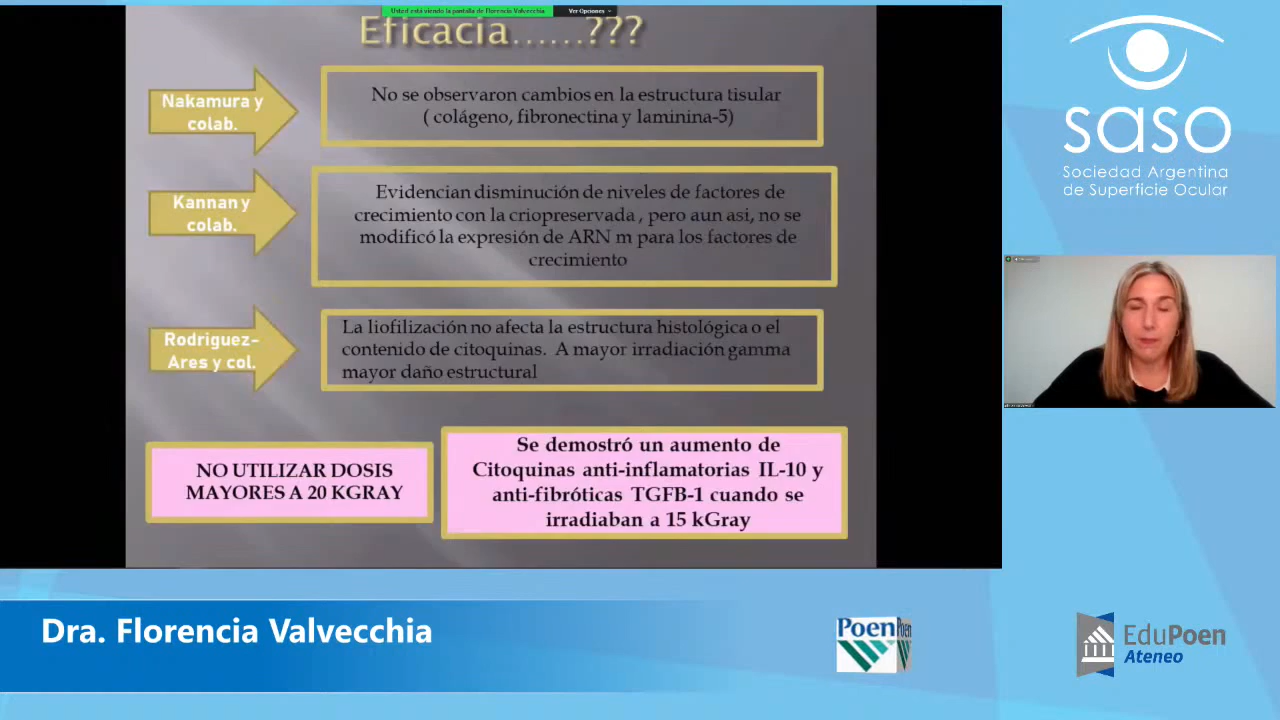 Usted está viendo la pantalla de Florencia Valvecchia
Ver Opciones
Eficacia......???
Nakamura y
colab.
No se observaron cambios en la estructura tisular
( colágeno, fibronectina y laminina-5)
Kannan y
colab.
Evidencian disminución de niveles de factores de
crecimiento con la criopreservada , pero aun asi, no se
modificó la expresión de ARN m para los factores de
crecimiento
Rodriguez-
Ares y col.
La liofilización no afecta la estructura histológica o el
contenido de citoquinas. A mayor irradiación gamma
mayor daño estructural
NO UTILIZAR DOSIS
MAYORES A 20 KGRAY
Se demostró un aumento de
Citoquinas anti-inflamatorias IL-10 y
anti-fibróticas TGFB-1 cuando se
irradiaban a 15 kGray
saso
Sociedad Argentina
de Superficie Ocular
Dra. Florencia Valvecchia
Poen
Poen
EduPoen
Ateneo